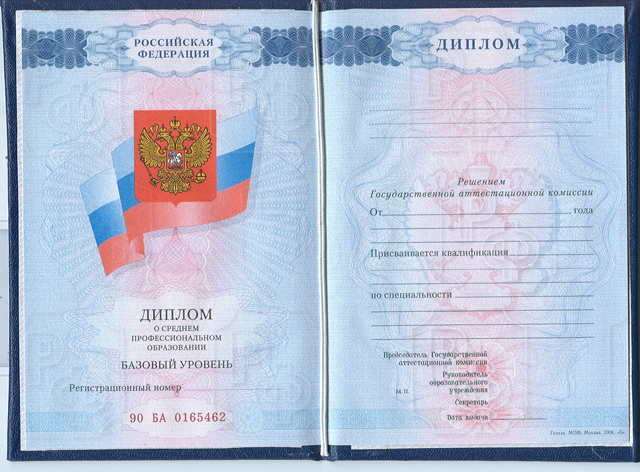 РОССИЙСКАЯ
ФЕДЕРАЦИЯ
ДИПЛОМ
О СРЕДНЕМ
ПРОФЕССИОНАЛЬНОМ
ОБРАЗОВАНИИ
БАЗОВЫЙ УРОВЕНЬ
Регистрационный номер
90 БА 0165462
ДИПЛОМ
Решением
Государственной аттестационной комиссии
От года
Присваивается квалификация
по специальности
Председатель Государственной
аттестационной комиссии
Руководитель
образовательного
учреждения
М. П.
Секретарь
Дата выдачи
Гознак, МПФ, Москва, 2006, «Б».